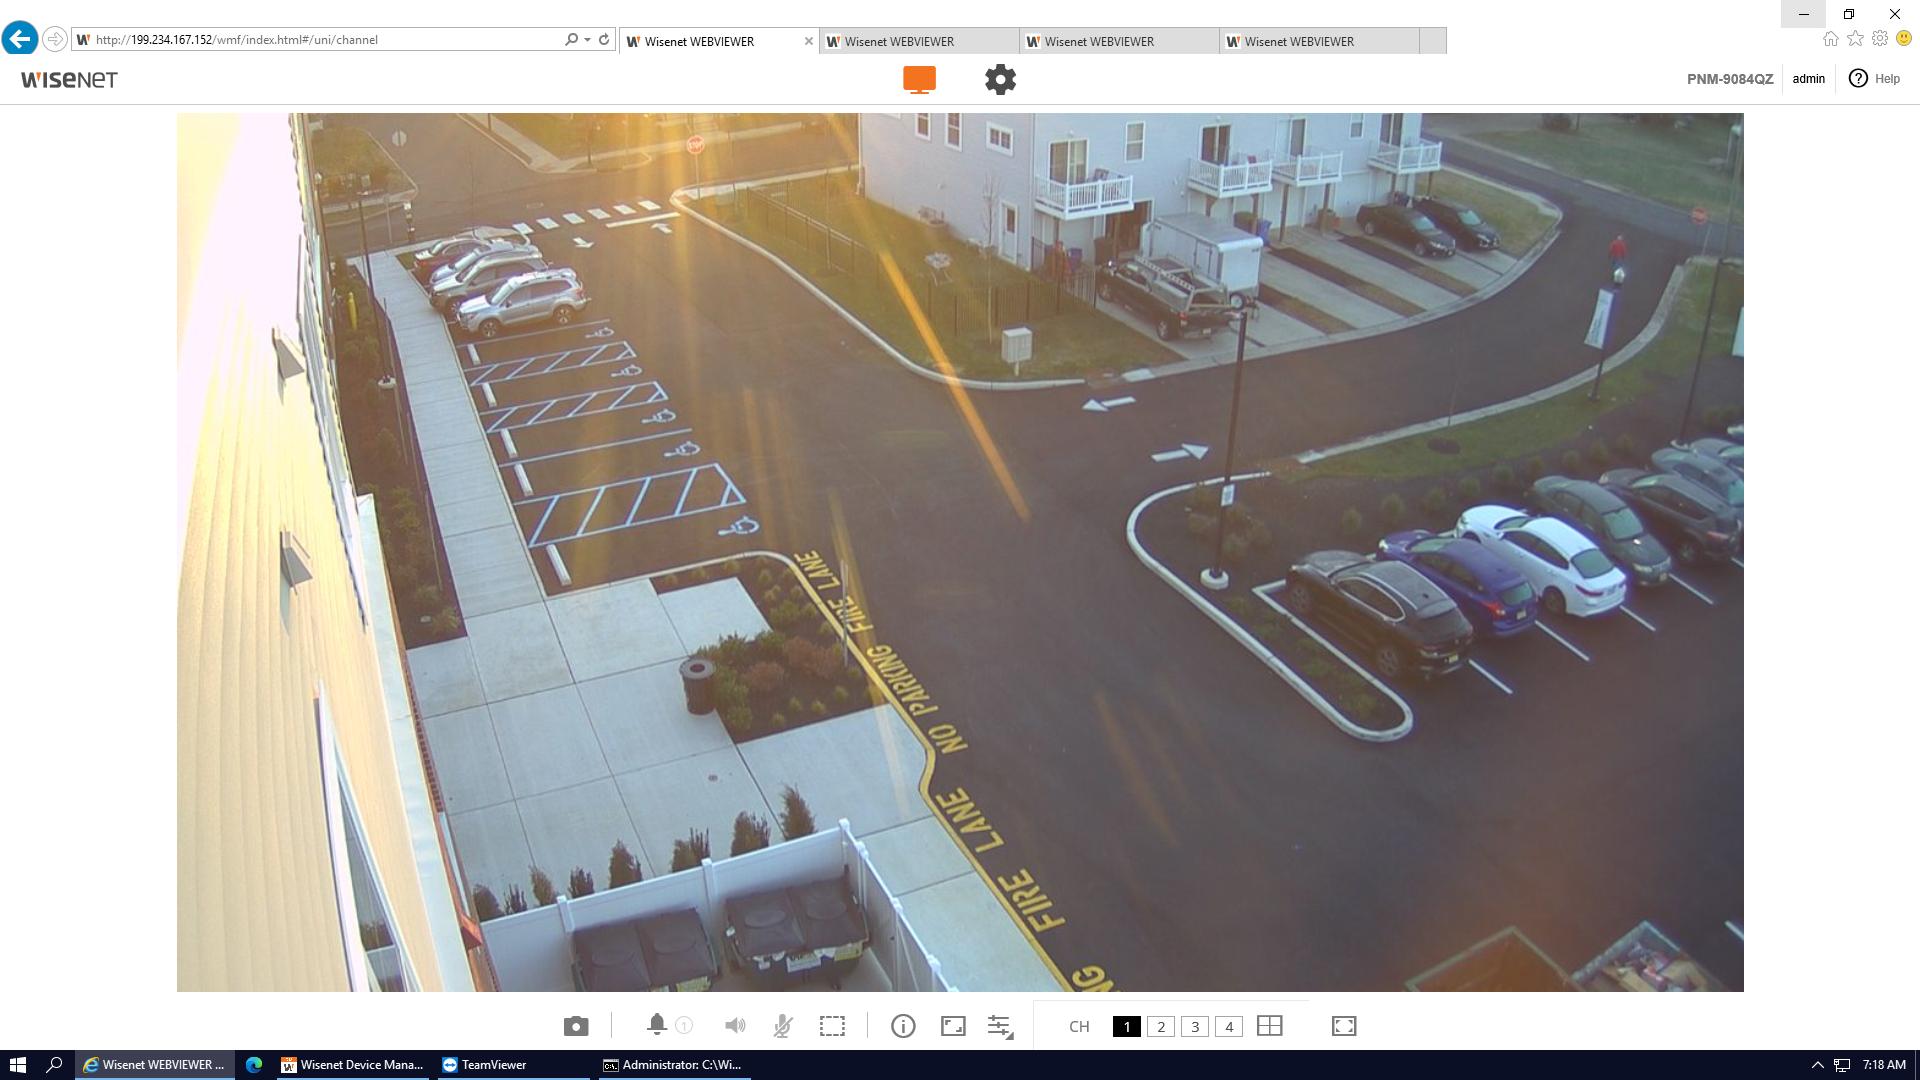 http://199.234.167.152/wmf/index.html#/uni/channel
Wisenet WEBVIEWER
Wisenet WEBVIEWER
Wisenet WEBVIEWER
Wisenet WEBVIEWER
WISENET
PNM-9084QZ
admin
? Help
STOP
FIRE LANE
NO PARKING
FIRE LANE
NG
1
CH
1
2
3
4
Wisenet WEBVIEWER ...
Wisenet Device Mana...
TeamViewer
Administrator: C:\Wi...
7:18 AM